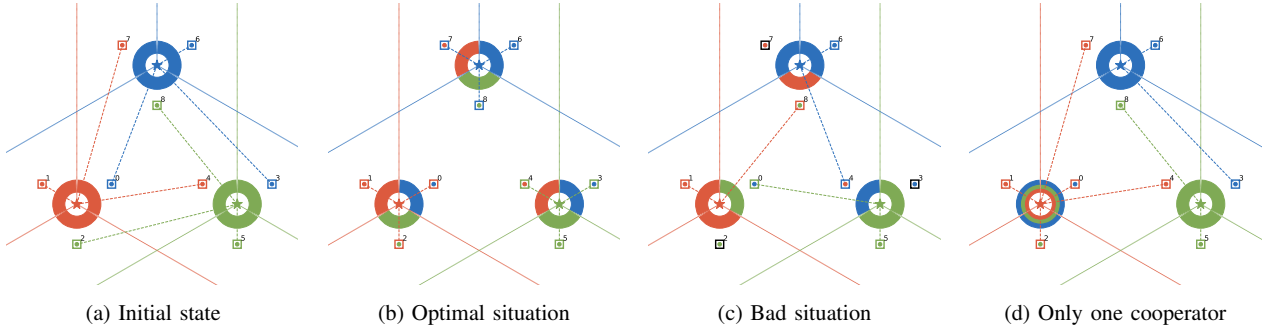 7 6 8 1 0 4 3 2 5
7 6 8 1 0 4 3 2 5
7 6 8 1 0 4 3 2 5
7 6 8 1 0 4 3 2 5
(a) Initial state
(b) Optimal situation
(c) Bad situation
(d) Only one cooperator